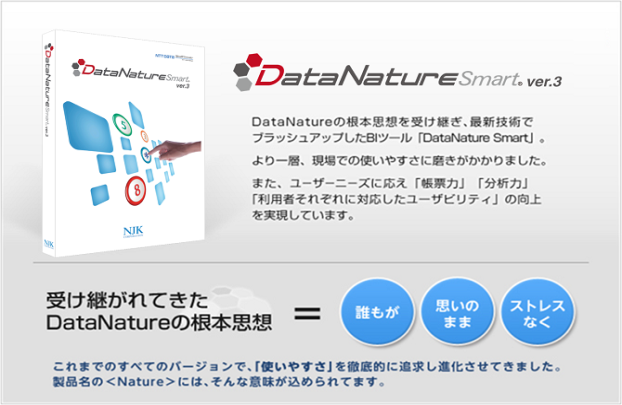 DataNature Smart
ver.3
NJK
DataNature Smart. ver.3
DataNatureの根本思想を受け継ぎ、最新技術で
ブラッシュアップしたBIツール「DataNature Smart」。
より一層、現場での使いやすさに磨きがかかりました。
また、ユーザーニーズに応え「帳票力」「分析力」
「利用者それぞれに対応したユーザビリティ」の向上
を実現しています。
受け継がれてきた
DataNatureの根本思想
=
誰もが
思いの
まま
ストレス
なく
これまでのすべてのバージョンで、「使いやすさ」を徹底的に追求し進化させてきました。
製品名の＜Nature＞には、そんな意味が込められてます。